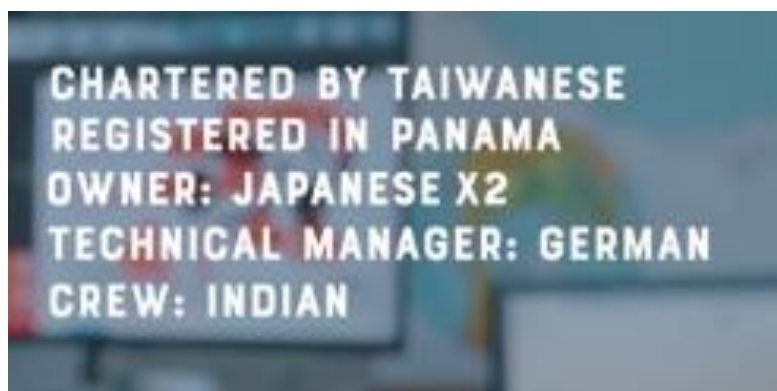 CHARTERED BY TAIWANESE
REGISTERED IN PANAMA
OWNER: JAPANESE X2
TECHNICAL MANAGER: GERMAN
CREW: INDIAN